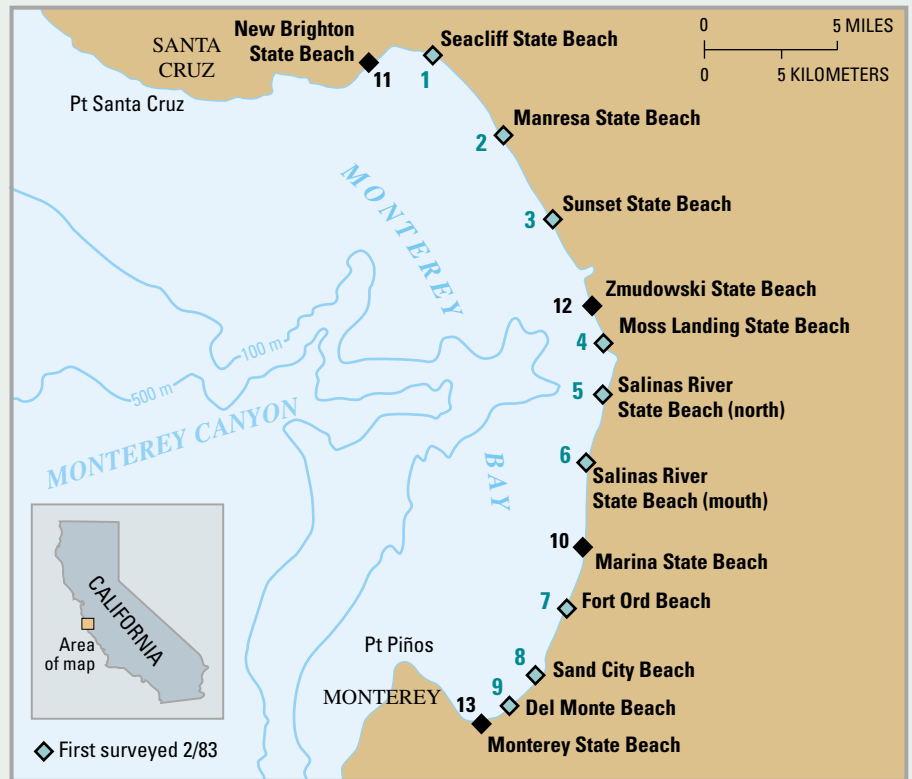 New Brighton
State Beach
11
SANTA
CRUZ
Pt Santa Cruz
Seacliff State Beach
1
0 5 MILES
0 5 KILOMETERS
Manresa State Beach
2
Sunset State Beach
3
MONTEREY
BAY
Zmudowski State Beach
12
Moss Landing State Beach
4
100 m
500 m
MONTEREY CANYON
5
Salinas River
State Beach (north)
6
Salinas River
State Beach (mouth)
10
Marina State Beach
7
Fort Ord Beach
8
Sand City Beach
9
Del Monte Beach
13
Monterey State Beach
Pt Piños
MONTEREY
CALIFORNIA
Area
of map
First surveyed 2/83